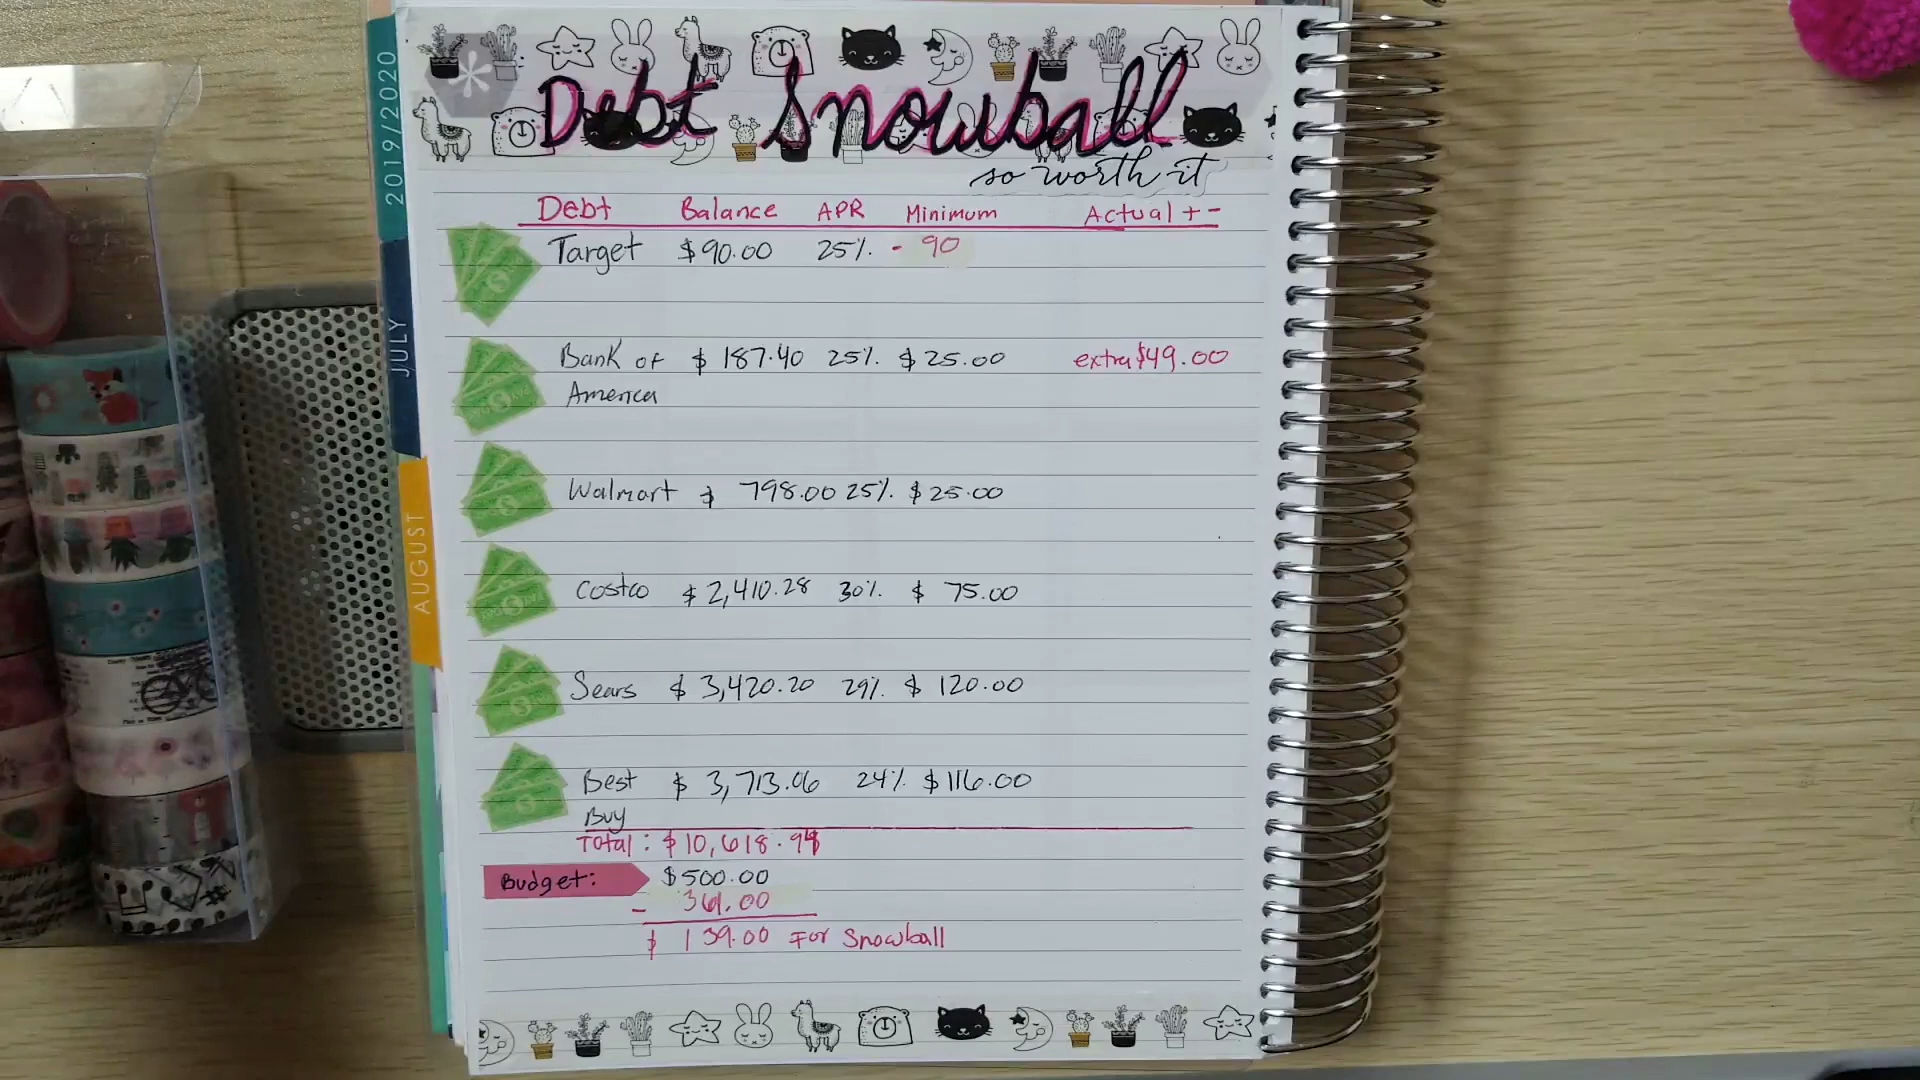 2019/2020
JULY
AUGUST
Debt Snowball
so worth it
Debt Balance APR Minimum Actual + -
Target $90.00 25% - 90
Bank of $ 187.40 25% $25.00 extra $49.00
America
Walmart $ 798.00 25% $25.00
Costco $2,410.28 30% $ 75.00
Sears $ 3,420.20 29% $ 120.00
Best $ 3,713.06 24% $116.00
Buy
Total: $10,618.94
Budget: $500.00
- 361.00
$ 139.00 For Snowball